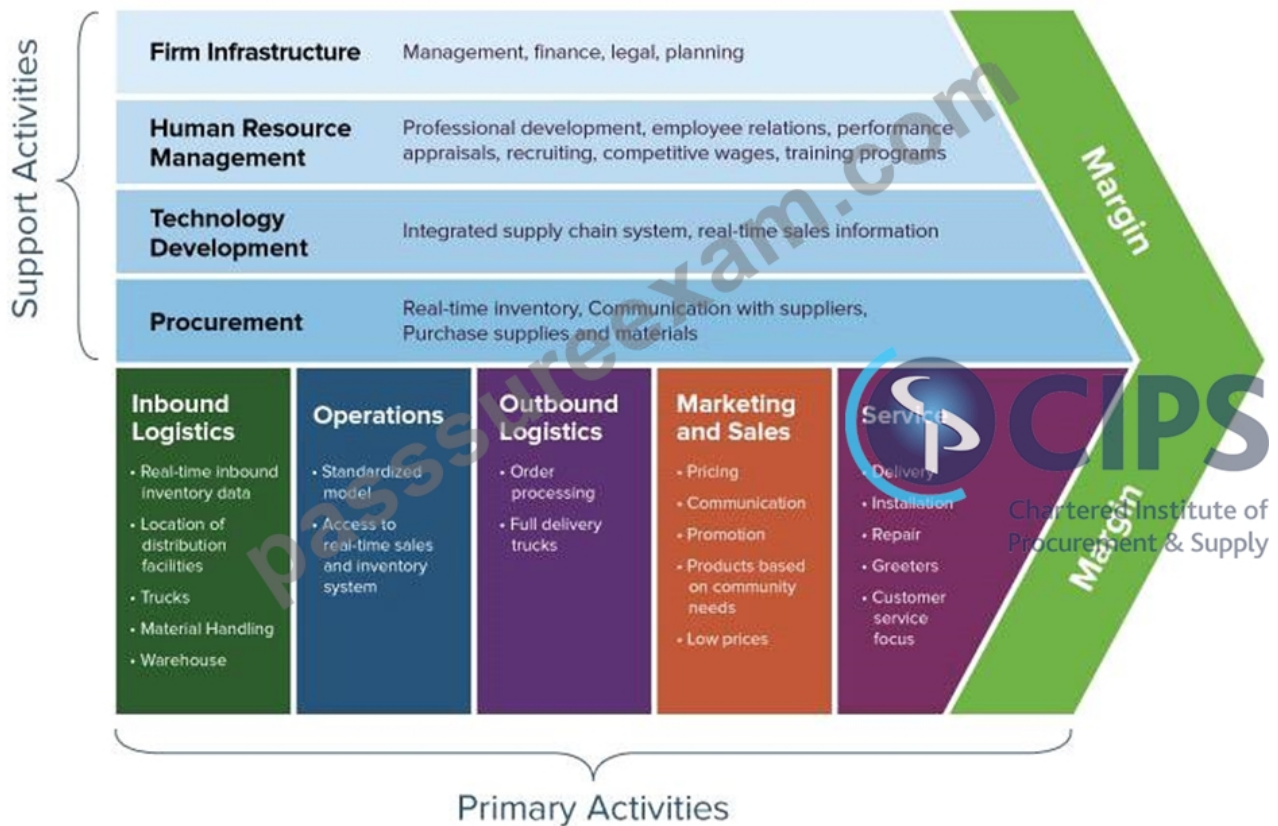 Support Activities
Firm Infrastructure
Management, finance, legal, planning
Human Resource
Management
Professional development, employee relations, performance
appraisals, recruiting, competitive wages, training programs
Technology
Development
Integrated supply chain system, real-time sales information
Procurement
Real-time inventory, Communication with suppliers,
Purchase supplies and materials
Margin
Inbound
Logistics
• Real-time inbound
inventory data
• Location of
distribution
facilities
• Trucks
• Material Handling
• Warehouse
Operations
• Standardized
model
• Access to
real-time sales
and inventory
system
Outbound
Logistics
• Order
processing
• Full delivery
trucks
Marketing
and Sales
• Pricing
• Communication
• Promotion
• Products based
on community
needs
• Low prices
Service
• Delivery
• Installation
• Repair
• Greeters
• Customer
service
focus
Margin
CIPS
Chartered Institute of
Procurement & Supply
passsureexam.com
Primary Activities